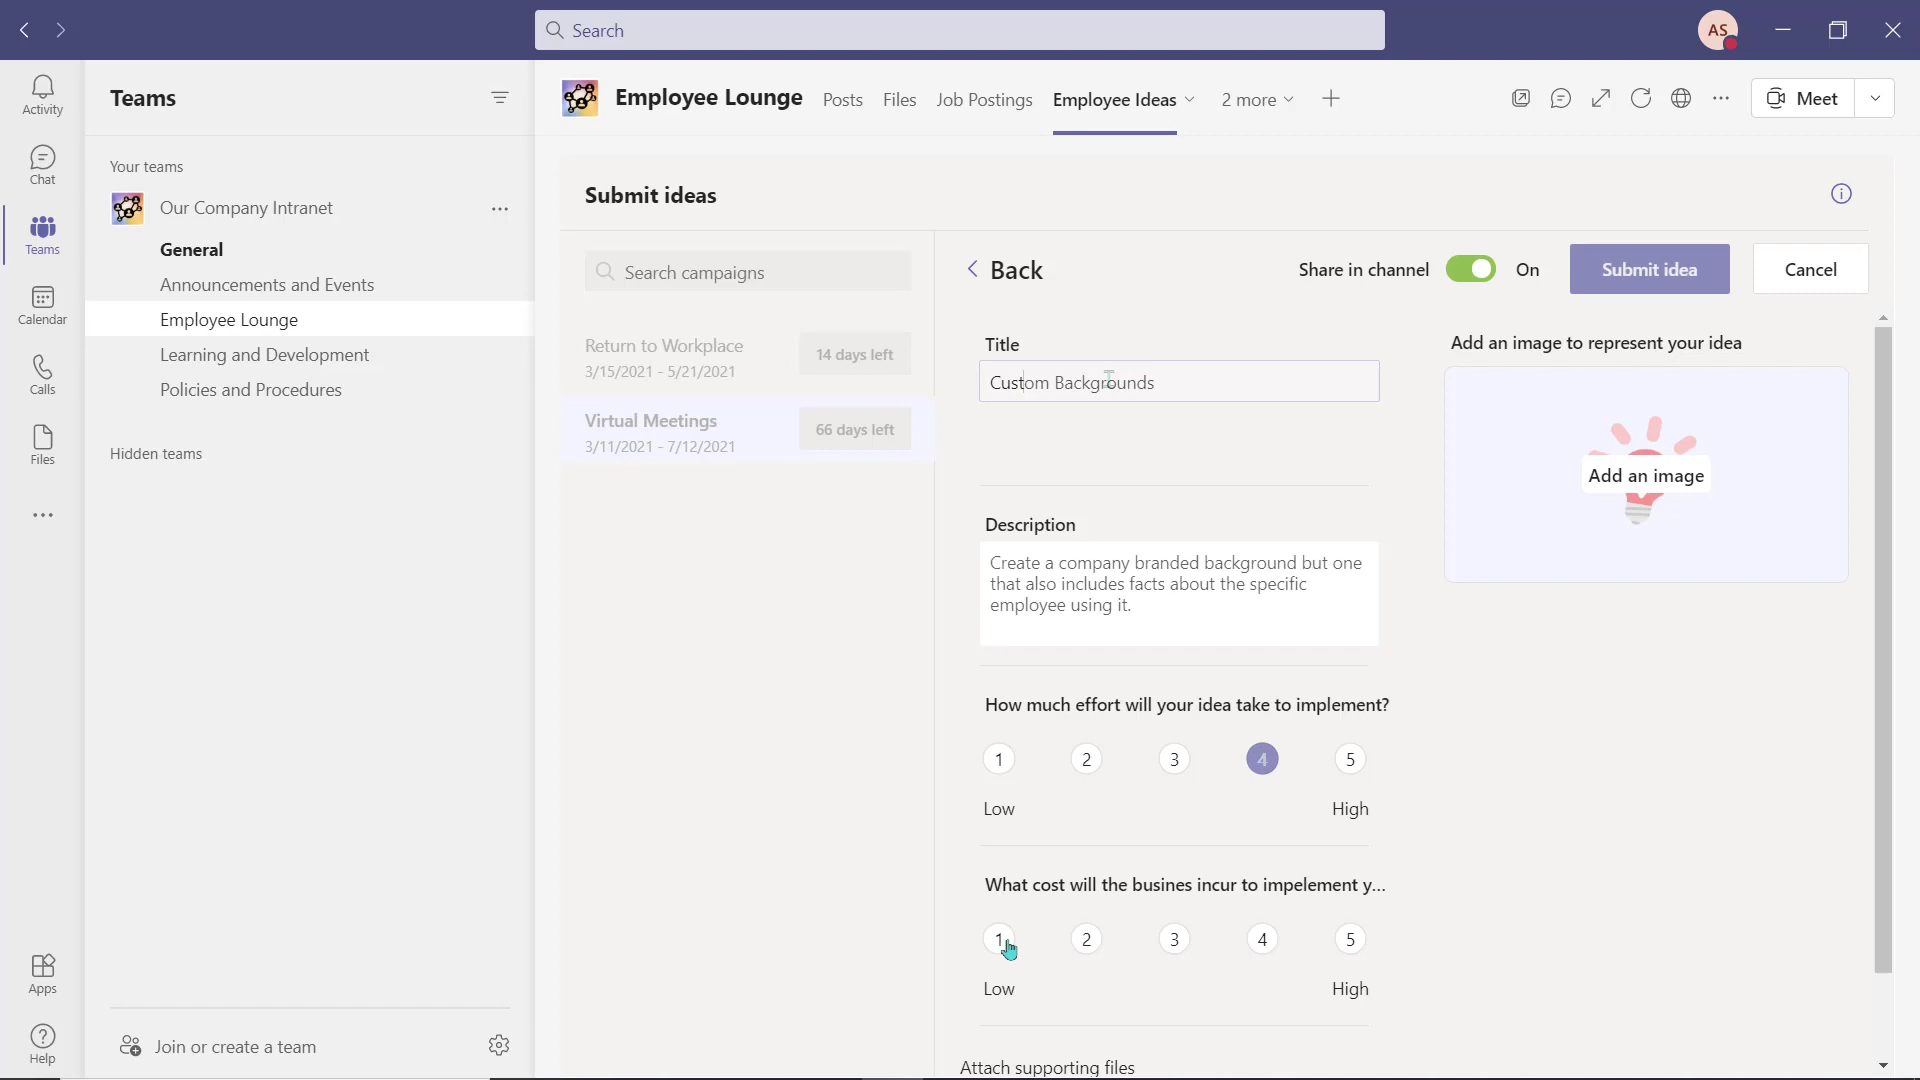 Search
AS
Activity
Chat
Teams
Calendar
Calls
Files
Apps
Help
Teams
Your teams
Our Company Intranet
General
Announcements and Events
Employee Lounge
Learning and Development
Policies and Procedures
Hidden teams
Join or create a team
Employee Lounge
Posts
Files
Job Postings
Employee Ideas
2 more
Meet
Submit ideas
Search campaigns
Return to Workplace
3/15/2021 - 5/21/2021
14 days left
Virtual Meetings
3/11/2021 - 7/12/2021
66 days left
Back
Share in channel
On
Submit idea
Cancel
Title
Custom Backgrounds
Add an image to represent your idea
Add an image
Description
Create a company branded background but one
that also includes facts about the specific
employee using it.
How much effort will your idea take to implement?
1 2 3 4 5
Low High
What cost will the busines incur to impelement y...
1 2 3 4 5
Low High
Attach supporting files